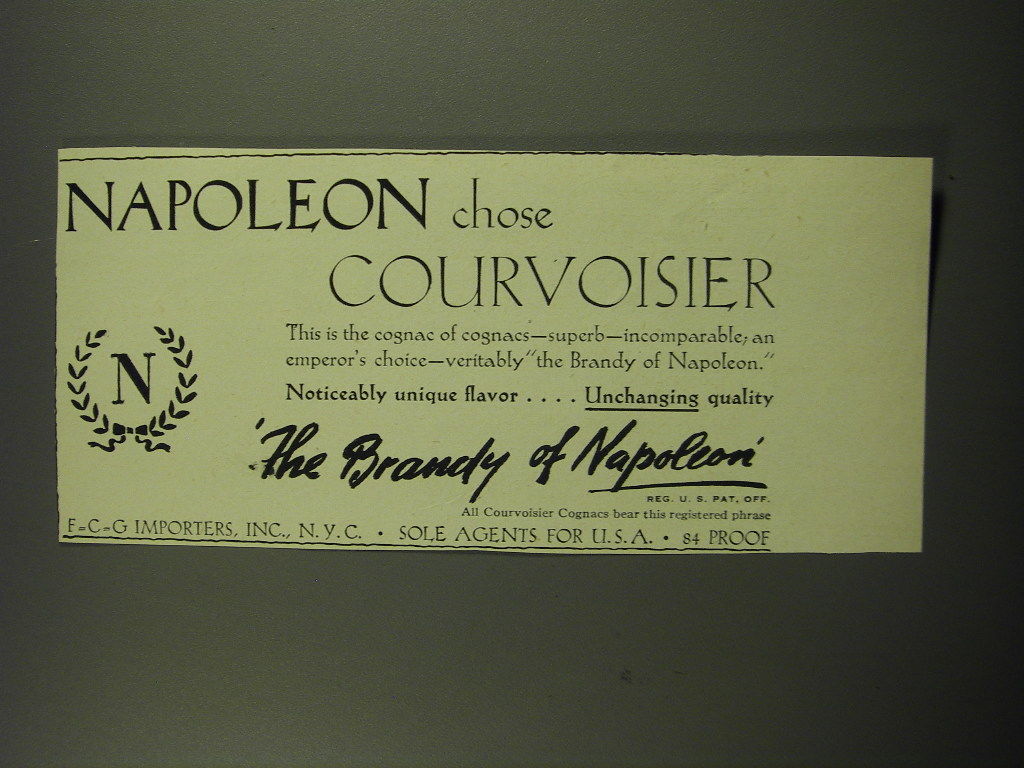 NAPOLEON chose
COURVOISIER
This is the cognac of cognacs—superb—incomparable; an
emperor's choice—veritably "the Brandy of Napoleon."
Noticeably unique flavor . . . . Unchanging quality
N
'The Brandy of Napoleon'
REG. U. S. PAT. OFF.
All Courvoisier Cognacs bear this registered phrase
F=C=G IMPORTERS, INC., N.Y.C. • SOLE AGENTS FOR U.S.A. • 84 PROOF